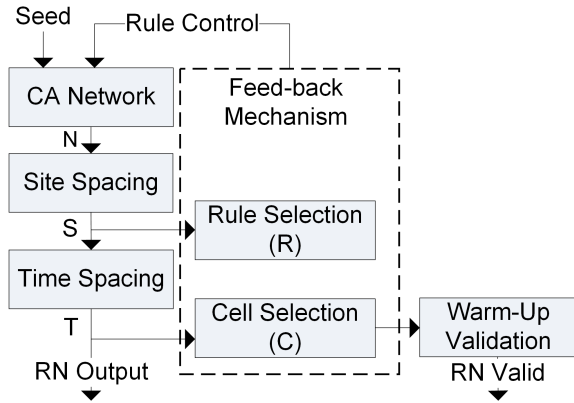 Seed
Rule Control
CA Network
Feed-back
Mechanism
N
Site Spacing
S
Rule Selection
(R)
Time Spacing
T
Cell Selection
(C)
Warm-Up
Validation
RN Output
RN Valid